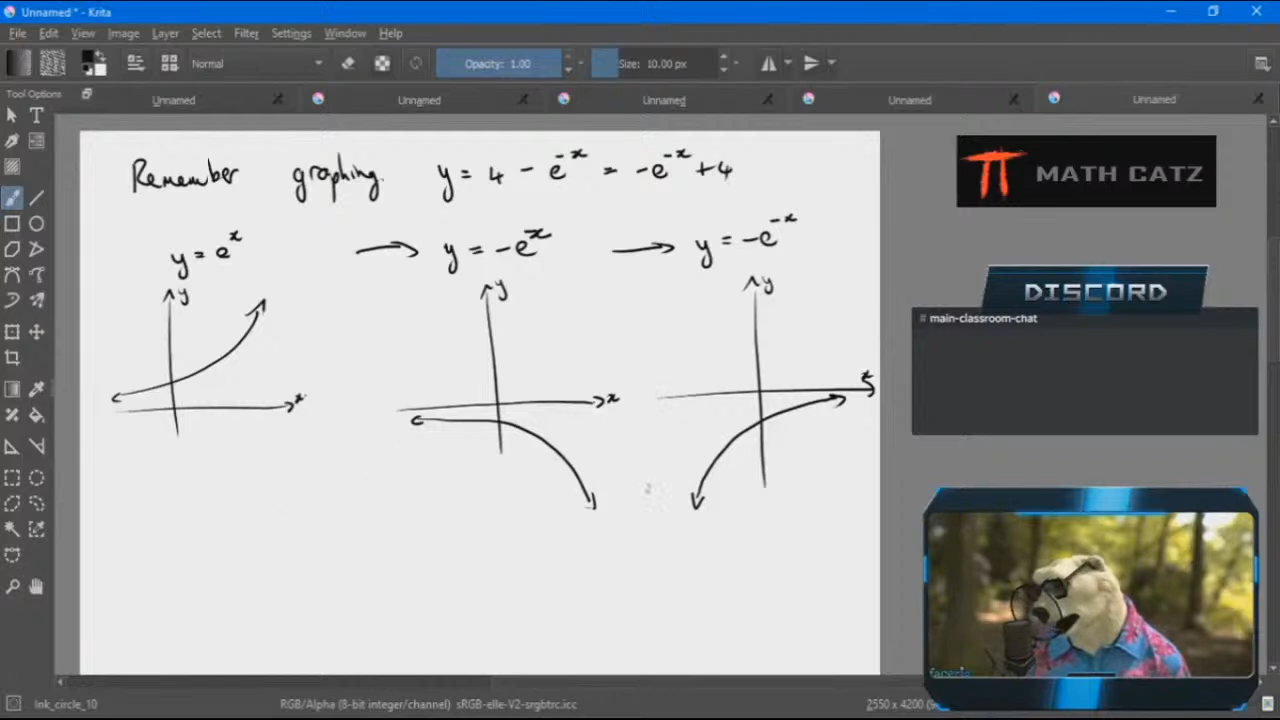 Unnamed * - Krita
File Edit View Image Layer Select Filter Settings Window Help
Normal Opacity: 1.00 Size: 10.00 px
Tool Options
Unnamed Unnamed Unnamed Unnamed Unnamed
Remember graphing y = 4 - e^-x = -e^-x + 4
y = e^x → y = -e^x → y = -e^-x
y y y
x x x
MATH CATZ
DISCORD
# main-classroom-chat
facerig
Ink_circle_10 RGB/Alpha (8-bit integer/channel) sRGB-elle-V2-srgbtrc.icc 2550 x 4200